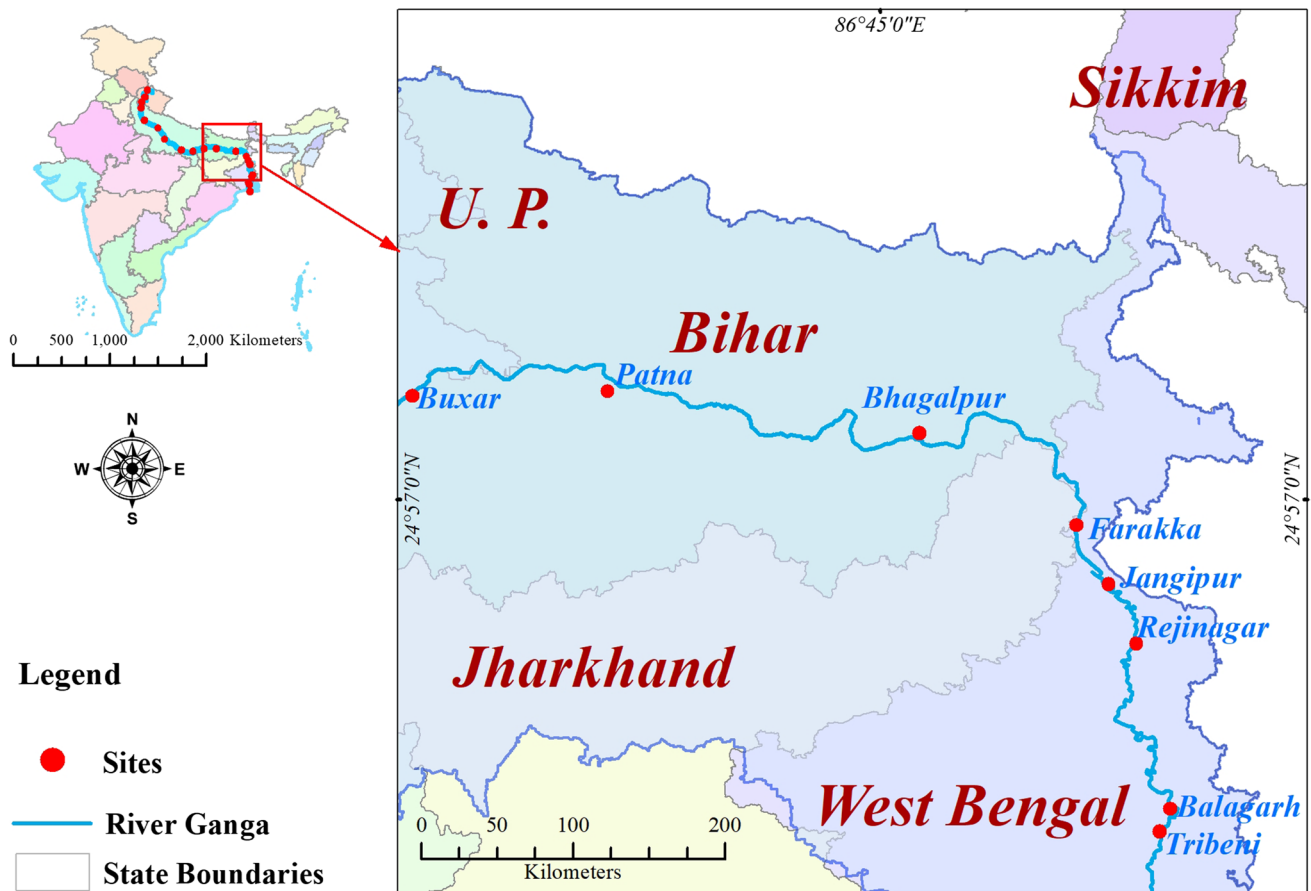 86°45'0"E
Sikkim
U. P.
0 500 1,000 2,000 Kilometers
Bihar
Patna
Buxar
Bhagalpur
N
W E
S
24°57'0"N
24°57'0"N
Farakka
Jangipur
Rejinagar
Jharkhand
Legend
Sites
River Ganga
State Boundaries
West Bengal
Balagarh
Tribeni
0 50 100 200
Kilometers